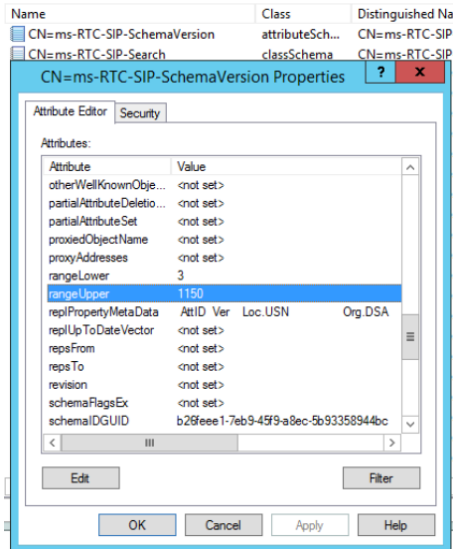 Name Class Distinguished Na
CN=ms-RTC-SIP-SchemaVersion attributeSch... CN=ms-RTC-SIP
CN=ms-RTC-SIP-Search classSchema CN=ms-RTC-SIP
CN=ms-RTC-SIP-SchemaVersion Properties ? x
Attribute Editor Security
Attributes:
Attribute Value
otherWellKnownObje... <not set>
partialAttributeDeletio... <not set>
partialAttributeSet <not set>
proxiedObjectName <not set>
proxyAddresses <not set>
rangeLower 3
rangeUpper 1150
replPropertyMetaData AttID Ver Loc.USN Org.DSA
replUpToDateVector <not set>
repsFrom <not set>
repsTo <not set>
revision <not set>
schemaFlagsEx <not set>
schemaIDGUID b26feee1-7eb9-45f9-a8ec-5b93358944bc
Edit Filter
OK Cancel Apply Help